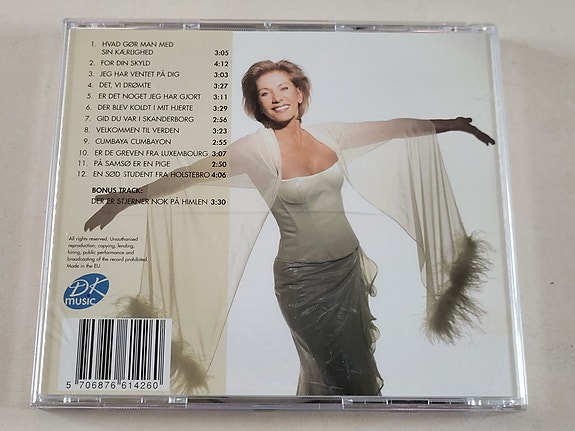 1. HVAD GØR MAN MED
SIN KÆRLIGHED 3:05
2. FOR DIN SKYLD 4:12
3. JEG HAR VENTET PÅ DIG 3:03
4. DET, VI DRØMTE 3:27
5. ER DET NOGET JEG HAR GJORT 3:11
6. DER BLEV KOLDT I MIT HJERTE 3:29
7. GID DU VAR I SKANDERBORG 2:56
8. VELKOMMEN TIL VERDEN 3:23
9. CUMBAYA CUMBAYON 2:55
10. ER DE GREVEN FRA LUXEMBOURG 3:07
11. PÅ SAMSØ ER EN PIGE 2:50
12. EN SØD STUDENT FRA HOLSTEBRO 4:06
BONUS TRACK:
DER ER STJERNER NOK PÅ HIMLEN 3:30
All rights reserved. Unauthorised
reproduction, copying, lending,
hiring, public performance and
broadcasting of the record prohibited.
Made in the EU
DK
MUSIC
5 706876 614260